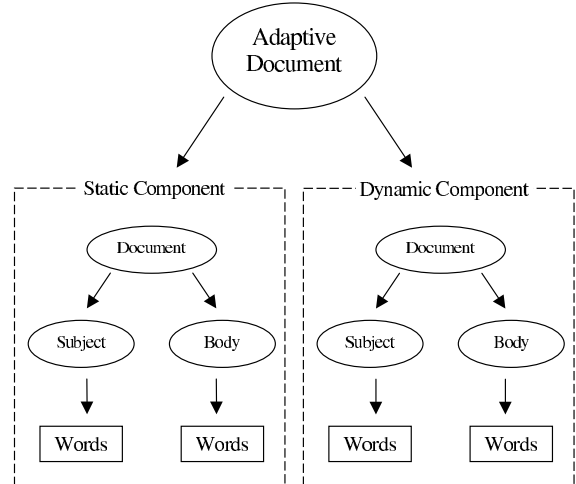 Adaptive
Document
Static Component
Dynamic Component
Document
Document
Subject
Body
Subject
Body
Words
Words
Words
Words